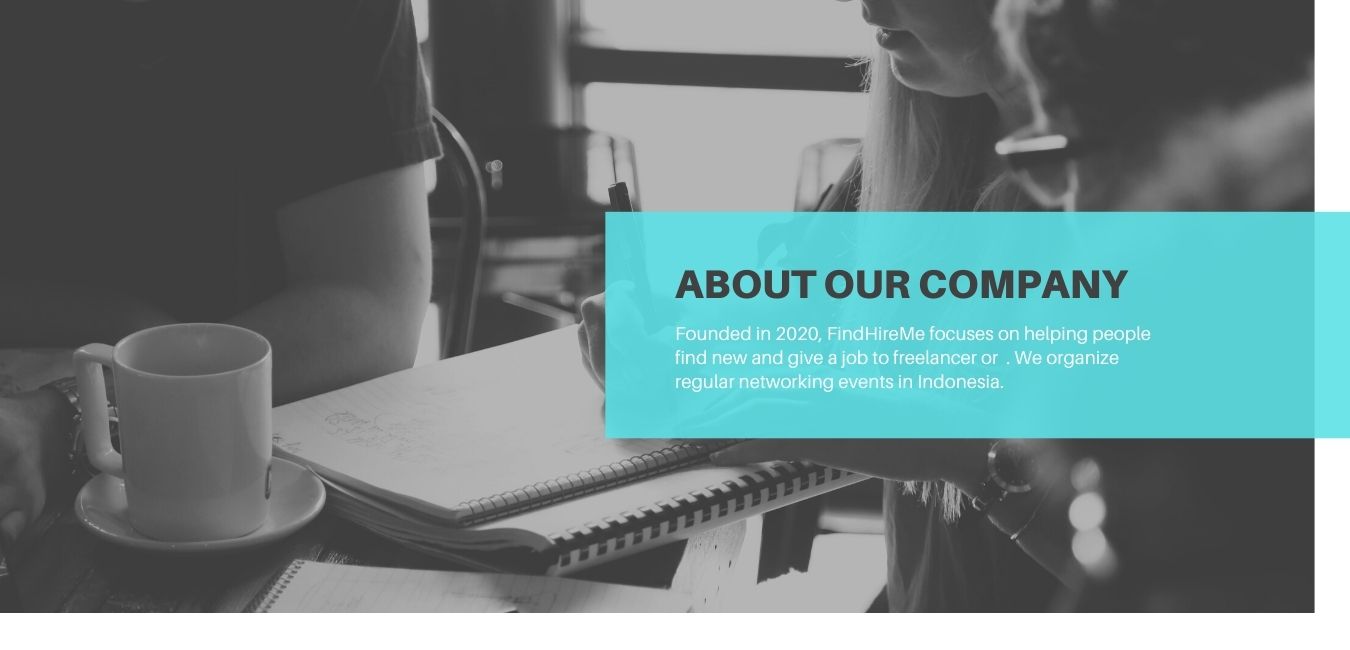 ABOUT OUR COMPANY
Founded in 2020, FindHireMe focuses on helping people
find new and give a job to freelancer or  . We organize
regular networking events in Indonesia.